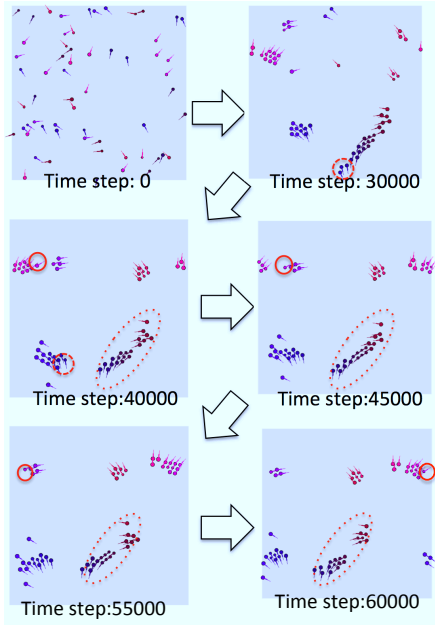 Time step: 0
Time step: 30000
Time step:40000
Time step:45000
Time step:55000
Time step:60000